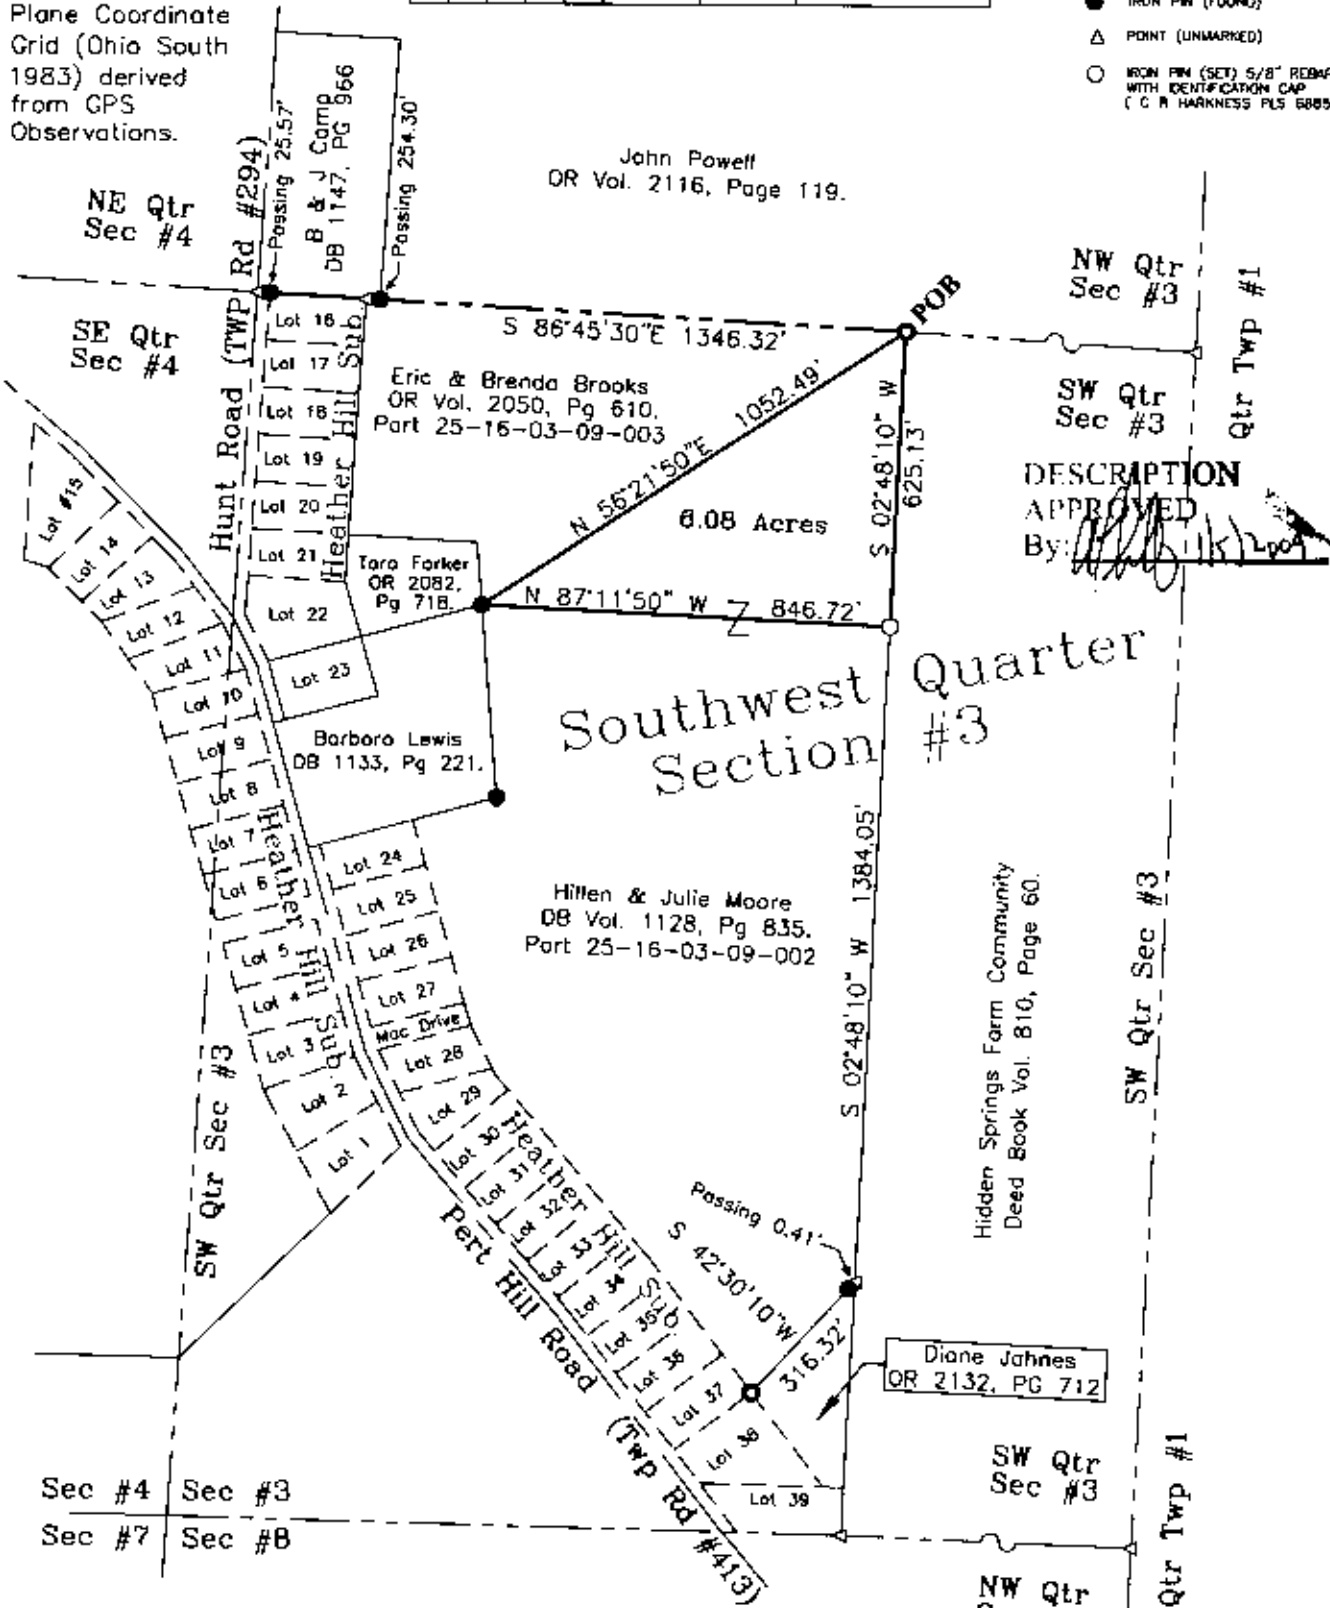 Plane Coordinate
Grid (Ohio South
1983) derived
from GPS
Observations.
IRON PIN (FOUND)
POINT (UNMARKED)
IRON PIN (SET) 5/8" REBAR
WITH IDENTIFICATION CAP
( C R HARKNESS PLS 6885
Passing 25.57'
B & J Camp
DB 1147, PG 966
Passing 254.30'
John Powell
OR Vol. 2116, Page 119.
NE Qtr
Sec #4
SE Qtr
Sec #4
Hunt Road (TWP Rd #294)
NW Qtr
Sec #3
SW Qtr
Sec #3
Qtr Twp #1
POB
S 86°45'30"E 1346.32'
Lot 16
Lot 17
Lot 18
Lot 19
Lot 20
Lot 21
Lot 22
Lot 23
Heather Hill Sub.
Eric & Brenda Brooks
OR Vol. 2050, Pg 610.
Part 25-16-03-09-003
N 56°21'50"E 1052.49'
S 02°48'10" W
625.13'
6.08 Acres
DESCRIPTION
APPROVED
By:
Tara Forker
OR 2082,
Pg 718.
N 87°11'50" W 846.72'
Southwest Quarter
Section #3
Barbara Lewis
DB 1133, Pg 221.
Lot #15
Lot 14
Lot 13
Lot 12
Lot 11
Lot 10
Lot 9
Lot 8
Lot 7
Lot 6
Lot 5
Lot 4
Lot 3
Lot 2
Lot 1
Heather Hill Sub.
Lot 24
Lot 25
Lot 26
Lot 27
Mac Drive
Lot 28
Lot 29
Lot 30
Lot 31
Lot 32
Lot 33
Lot 34
Lot 35
Lot 36
Lot 37
Lot 38
Lot 39
Heather Hill Sub.
Hillen & Julie Moore
DB Vol. 1128, Pg 835.
Part 25-16-03-09-002
S 02°48'10" W 1384.05'
Hidden Springs Farm Community
Deed Book Vol. 810, Page 60.
SW Qtr Sec #3
SW Qtr Sec #3
Pert Hill Road (Twp Rd #413)
Passing 0.41'
S 42°30'10"W
316.32'
Diane Jahnes
OR 2132, PG 712
SW Qtr
Sec #3
Sec #4 Sec #3
Sec #7 Sec #8
Qtr Twp #1
NW Qtr